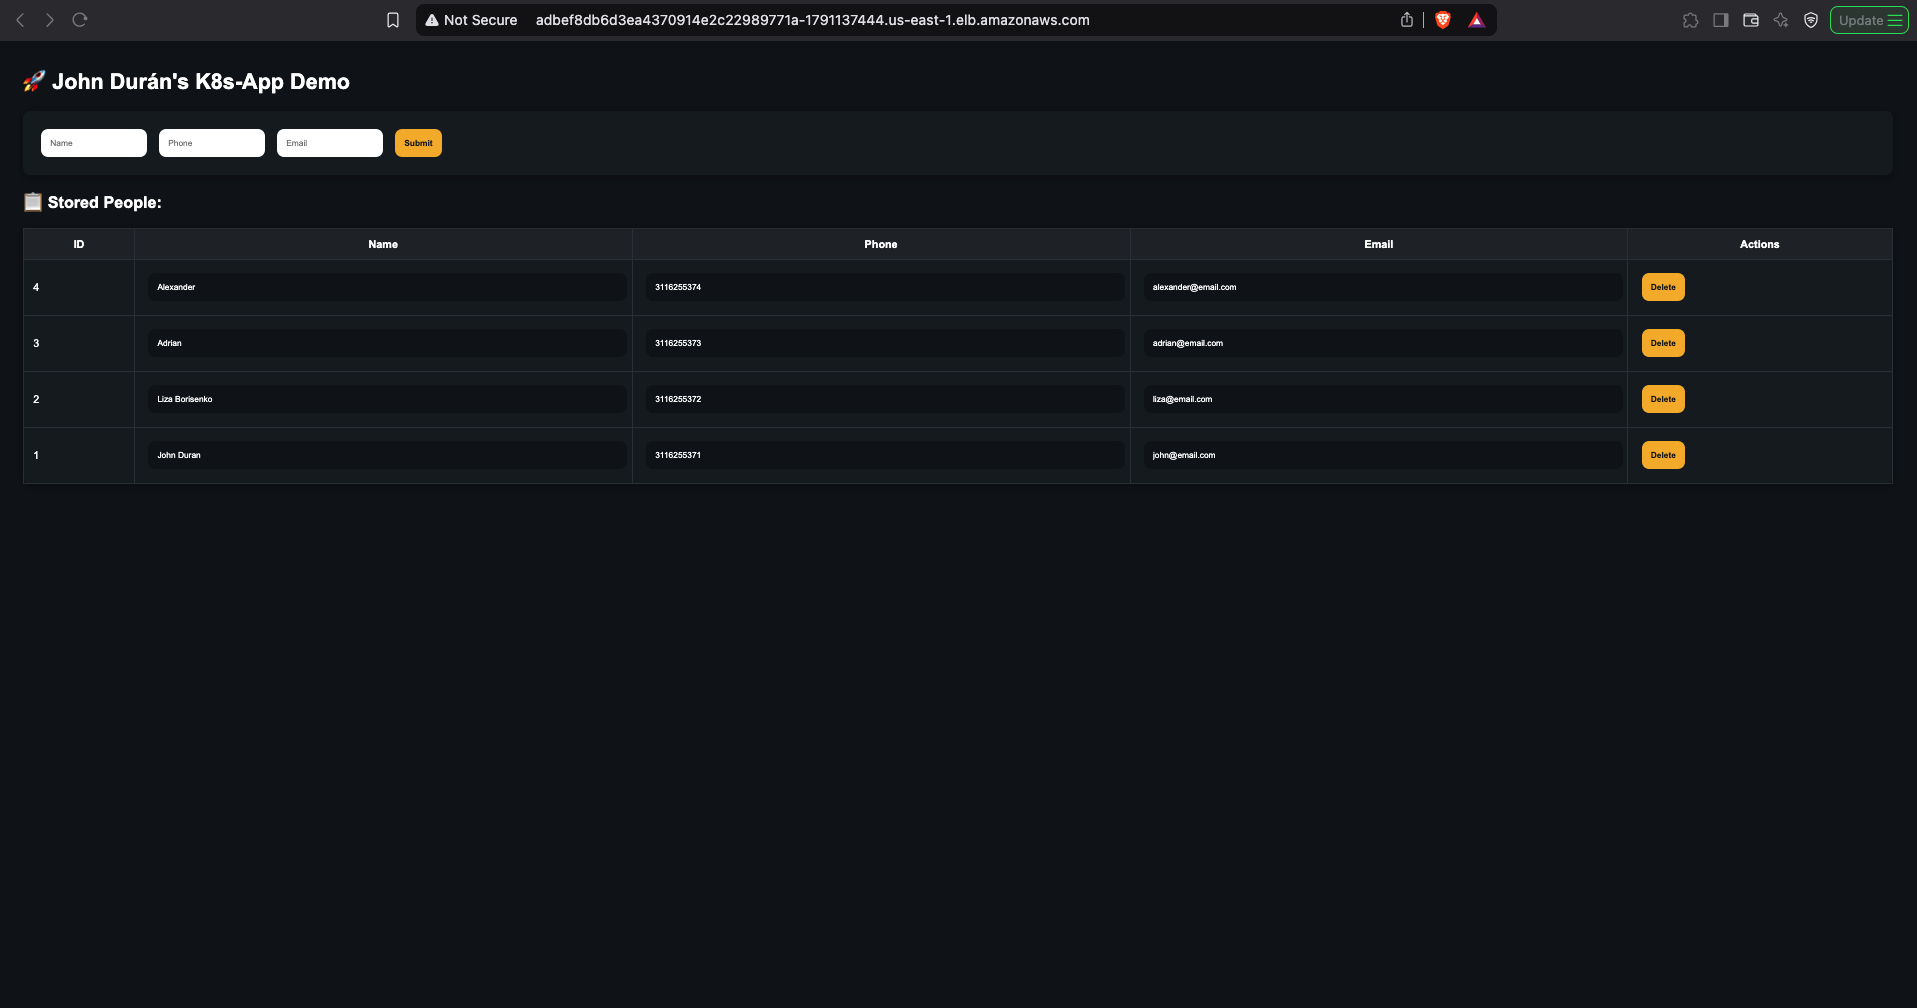 Not Secure adbef8db6d3ea4370914e2c22989771a-1791137444.us-east-1.elb.amazonaws.com Update
🚀 John Durán's K8s-App Demo
Name Phone Email Submit
📋 Stored People:
ID Name Phone Email Actions
4 Alexander 3116255374 alexander@email.com Delete
3 Adrian 3116255373 adrian@email.com Delete
2 Liza Borisenko 3116255372 liza@email.com Delete
1 John Duran 3116255371 john@email.com Delete